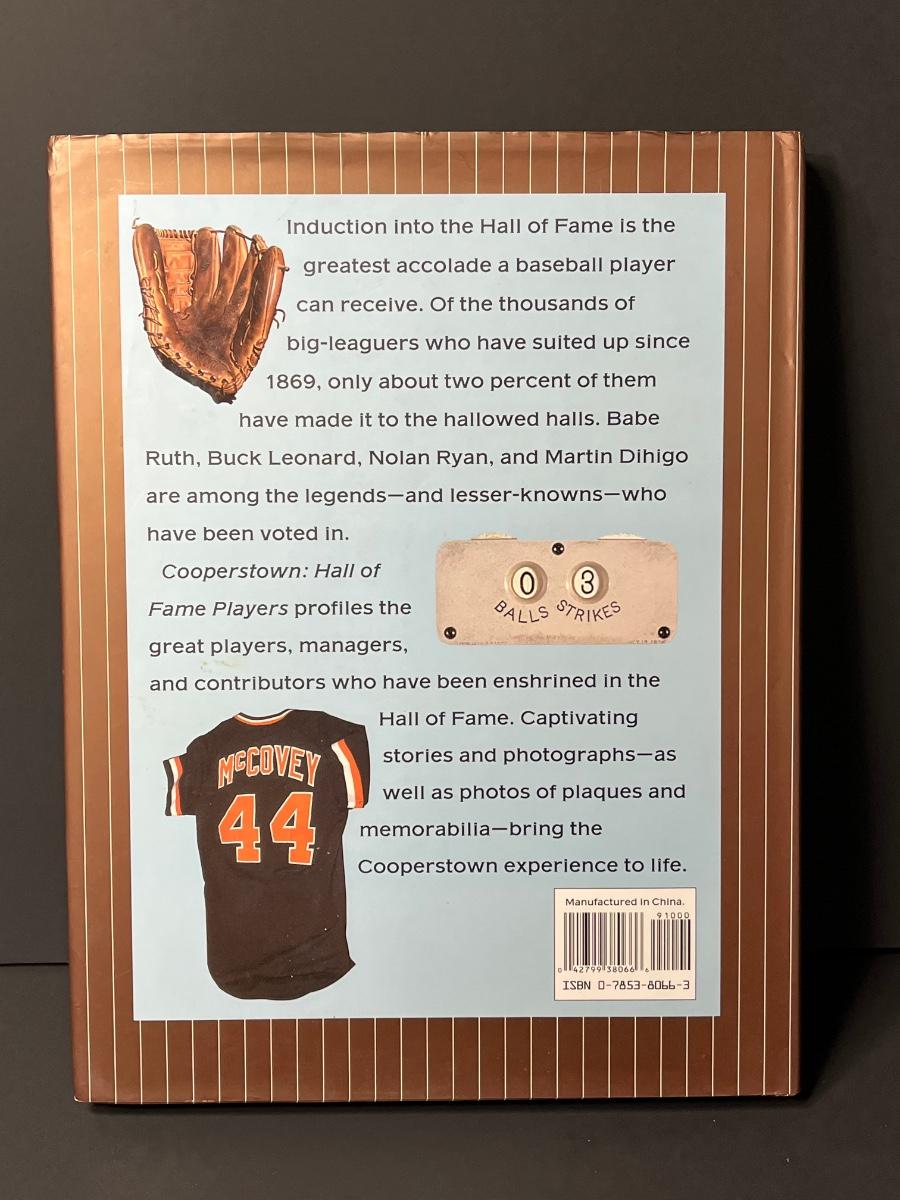 Induction into the Hall of Fame is the
greatest accolade a baseball player
can receive. Of the thousands of
big-leaguers who have suited up since
1869, only about two percent of them
have made it to the hallowed halls. Babe
Ruth, Buck Leonard, Nolan Ryan, and Martin Dihigo
are among the legends—and lesser-knowns—who
have been voted in.
0 3
BALLS STRIKES
Cooperstown: Hall of
Fame Players profiles the
great players, managers,
and contributors who have been enshrined in the
Hall of Fame. Captivating
stories and photographs—as
well as photos of plaques and
memorabilia—bring the
Cooperstown experience to life.
McCOVEY
44
Manufactured in China.
91000
0 42799 38066 6
ISBN 0-7853-8066-3